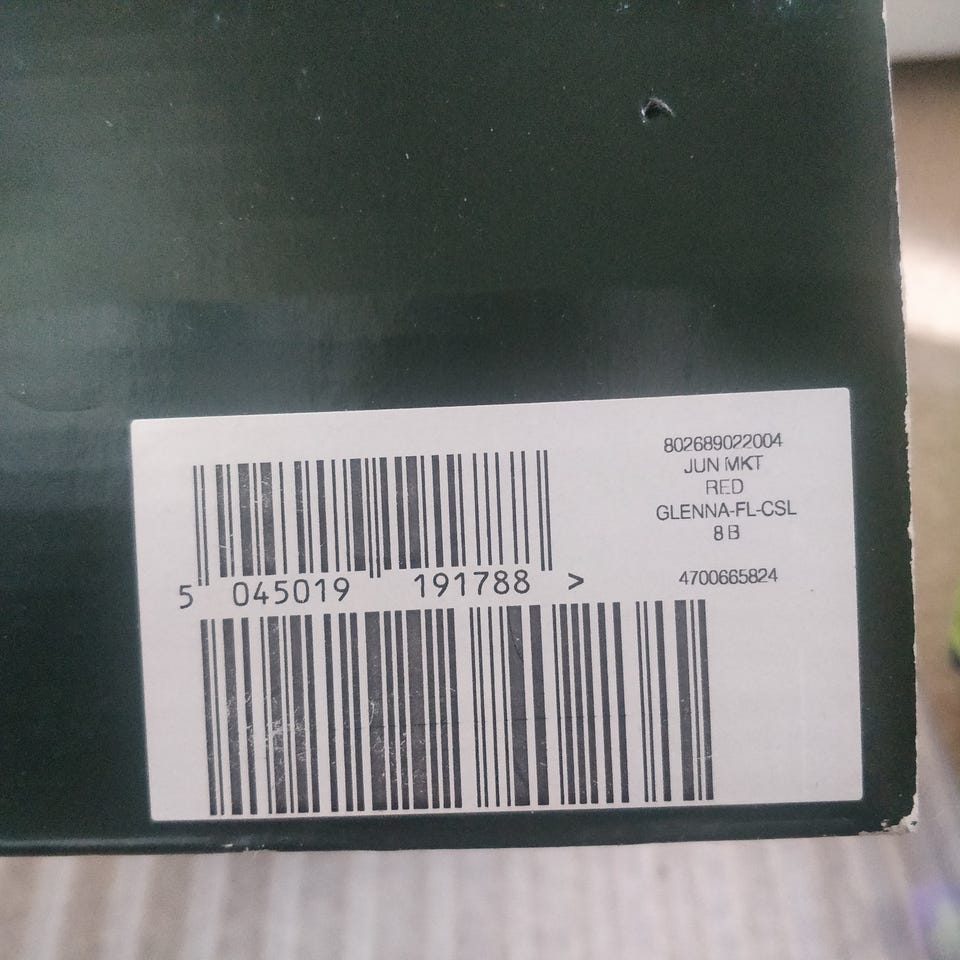 802689022004
JUN MKT
RED
GLENNA-FL-CSL
8 B
4700665824
5 045019 191788 >